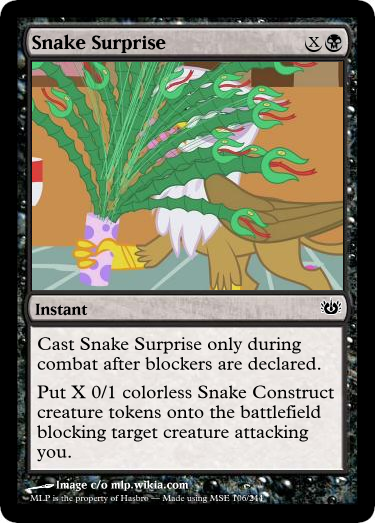 Snake Surprise X
Instant
Cast Snake Surprise only during
combat after blockers are declared.
Put X 0/1 colorless Snake Construct
creature tokens onto the battlefield
blocking target creature attacking
you.
Image c/o mlp.wikia.com
MLP is the property of Hasbro — Made using MSE 106/244